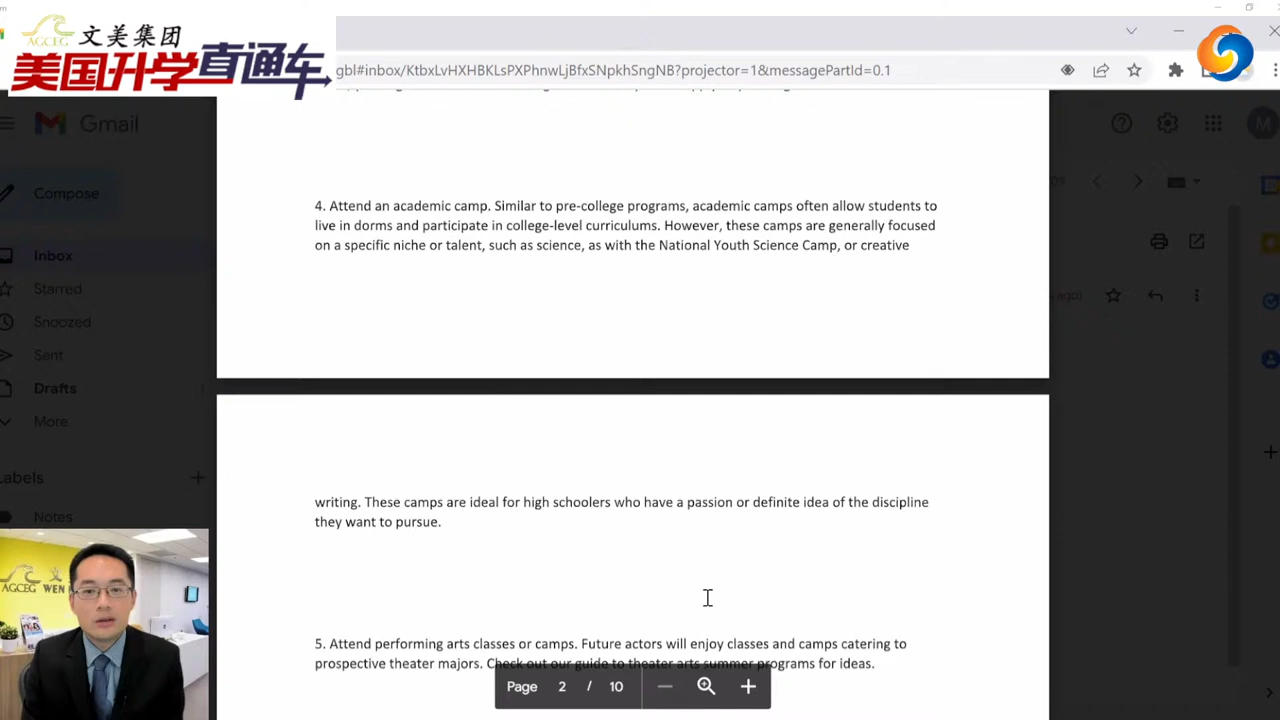 AGCEG 文美集团
美国升学直通车
gbl#inbox/KtbxLvHXHBKLsPXPhnwLjBfxSNpkhSngNB?projector=1&messagePartId=0.1
Gmail
M
Compose
Inbox
Starred
Snoozed
Sent
Drafts
More
Labels
Notes
ago)
4. Attend an academic camp. Similar to pre-college programs, academic camps often allow students to
live in dorms and participate in college-level curriculums. However, these camps are generally focused
on a specific niche or talent, such as science, as with the National Youth Science Camp, or creative
writing. These camps are ideal for high schoolers who have a passion or definite idea of the discipline
they want to pursue.
5. Attend performing arts classes or camps. Future actors will enjoy classes and camps catering to
prospective theater majors. Check out our guide to theater arts summer programs for ideas.
Page 2 / 10
AGCEG WEN